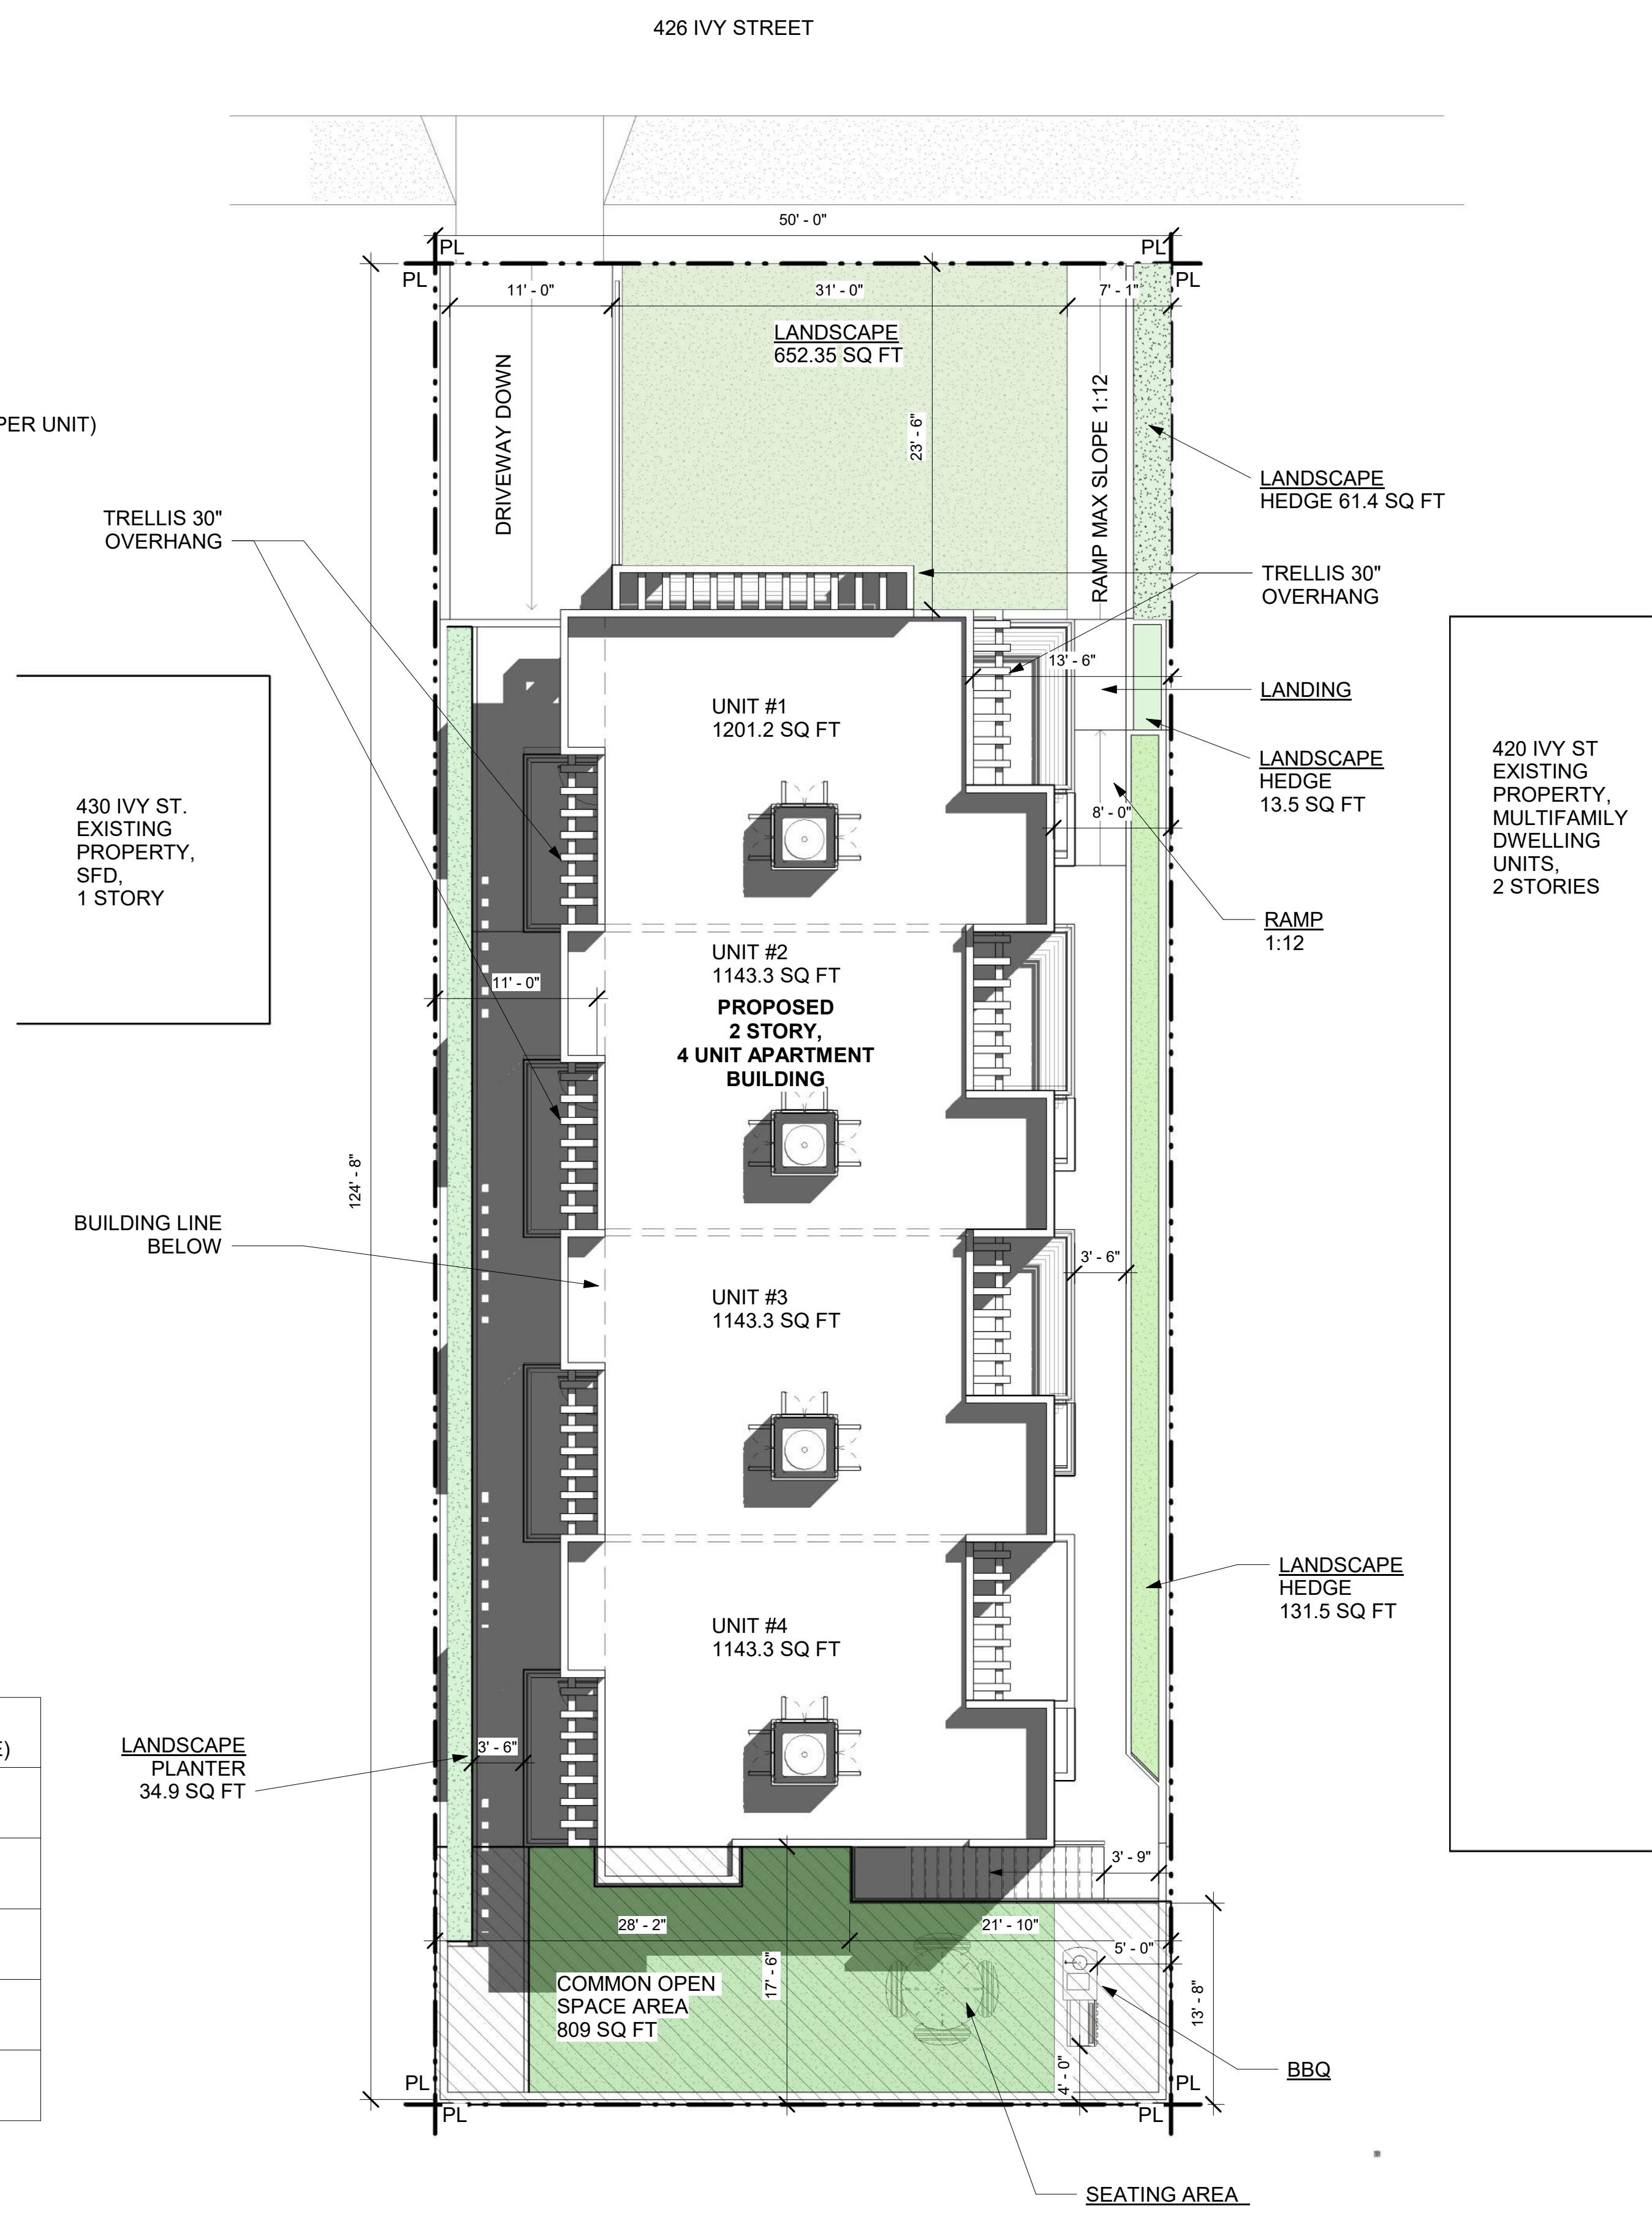 426 IVY STREET
50' - 0"
PL
PL
PL
PL
11' - 0"
31' - 0"
7' - 1"
LANDSCAPE
652.35 SQ FT
DRIVEWAY DOWN
23' - 6"
RAMP MAX SLOPE 1:12
PER UNIT)
LANDSCAPE
HEDGE 61.4 SQ FT
TRELLIS 30"
OVERHANG
TRELLIS 30"
OVERHANG
13' - 6"
LANDING
UNIT #1
1201.2 SQ FT
LANDSCAPE
HEDGE
13.5 SQ FT
8' - 0"
430 IVY ST.
EXISTING
PROPERTY,
SFD,
1 STORY
420 IVY ST
EXISTING
PROPERTY,
MULTIFAMILY
DWELLING
UNITS,
2 STORIES
RAMP
1:12
UNIT #2
1143.3 SQ FT
11' - 0"
PROPOSED
2 STORY,
4 UNIT APARTMENT
BUILDING
124' - 8"
BUILDING LINE
BELOW
3' - 6"
UNIT #3
1143.3 SQ FT
LANDSCAPE
HEDGE
131.5 SQ FT
UNIT #4
1143.3 SQ FT
E)
LANDSCAPE
PLANTER
34.9 SQ FT
3' - 6"
3' - 9"
28' - 2"
21' - 10"
5' - 0"
17' - 6"
13' - 8"
COMMON OPEN
SPACE AREA
809 SQ FT
4' - 0"
BBQ
PL
PL
PL
PL
SEATING AREA